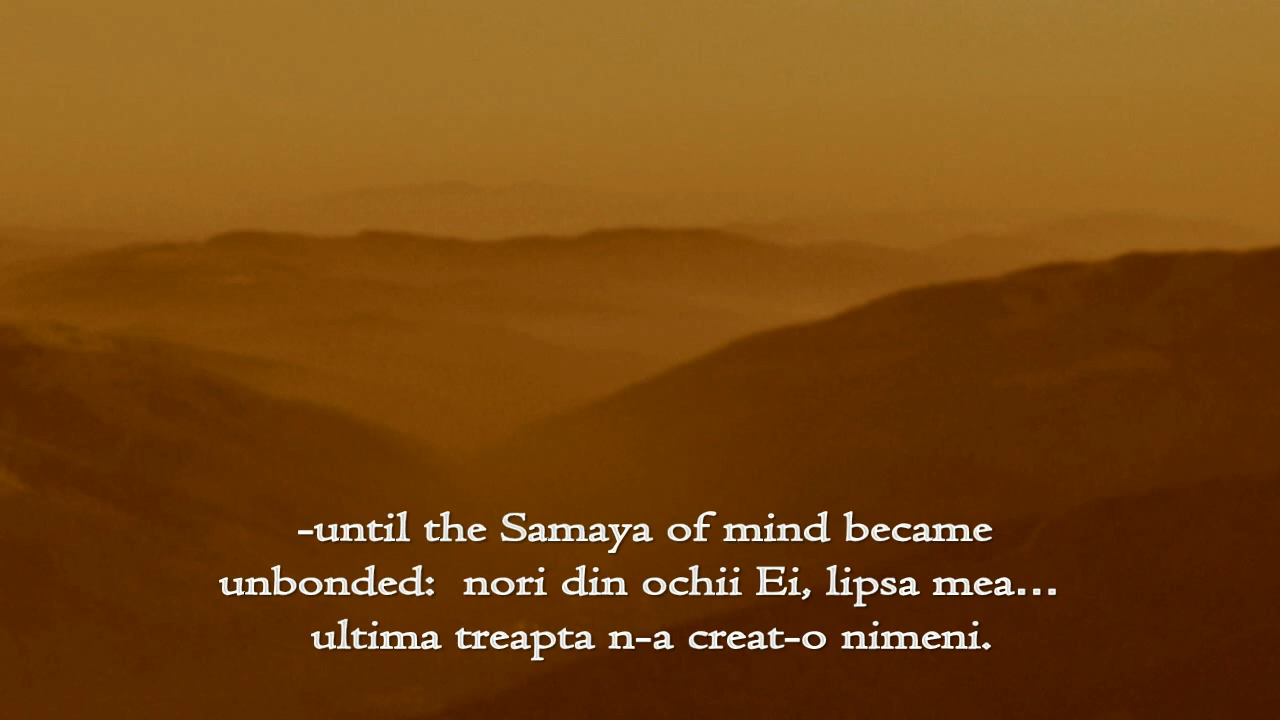 -until the Samaya of mind became
unbonded:  nori din ochii Ei, lipsa mea...
ultima treapta n-a creat-o nimeni.